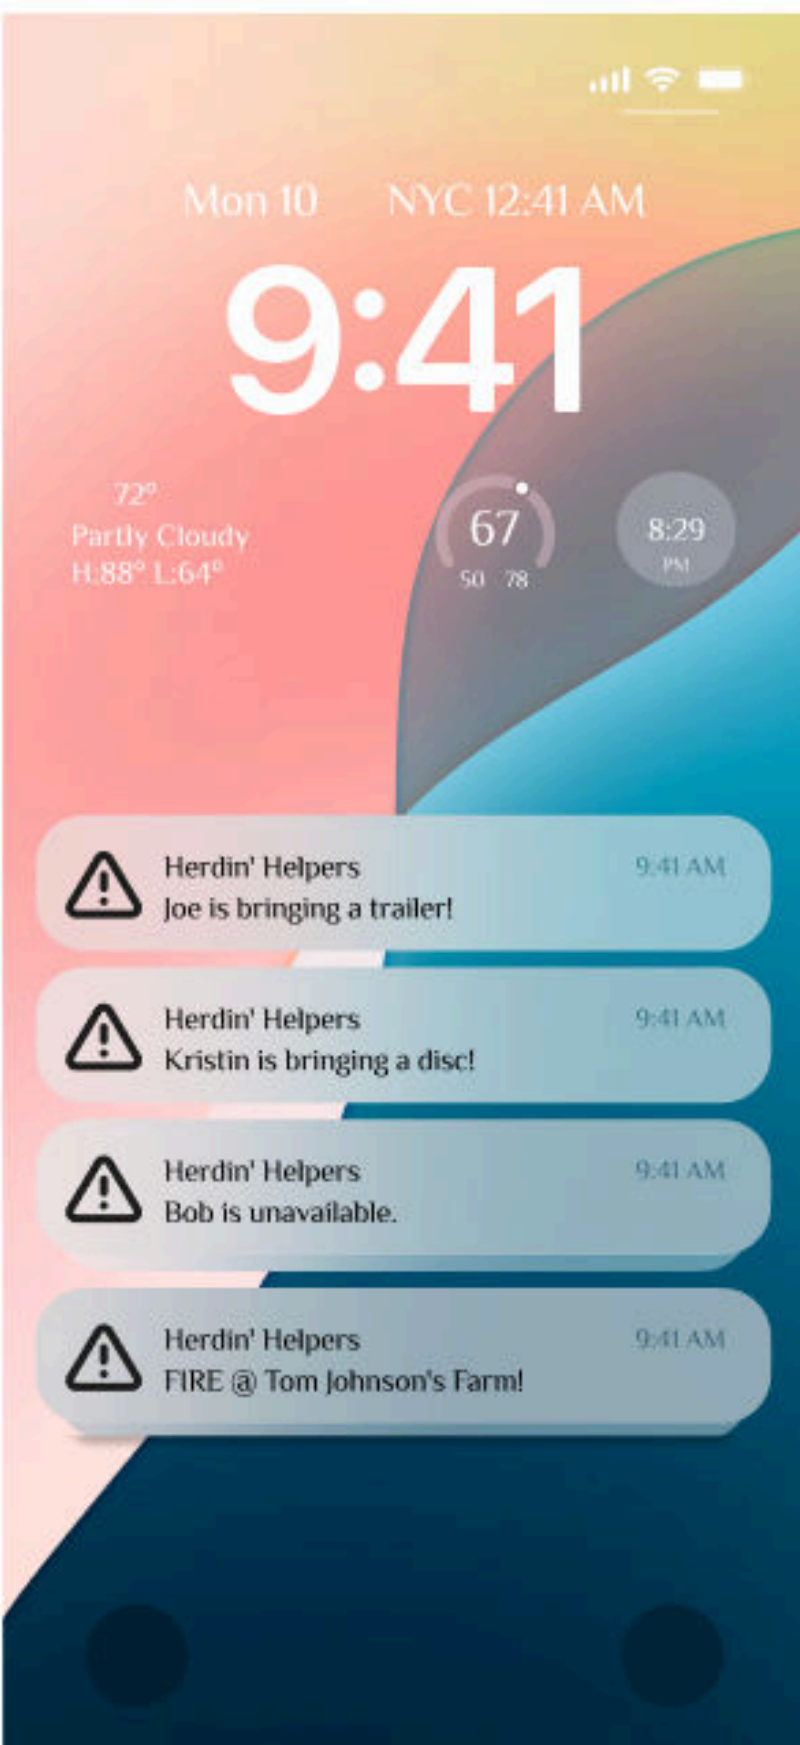 Mon 10 NYC 12:41 AM
9:41
72°
Partly Cloudy
H:88° L:64°
67
50 78
8:29
PM
Herdin' Helpers 9:41 AM
Joe is bringing a trailer!
Herdin' Helpers 9:41 AM
Kristin is bringing a disc!
Herdin' Helpers 9:41 AM
Bob is unavailable.
Herdin' Helpers 9:41 AM
FIRE @ Tom Johnson's Farm!